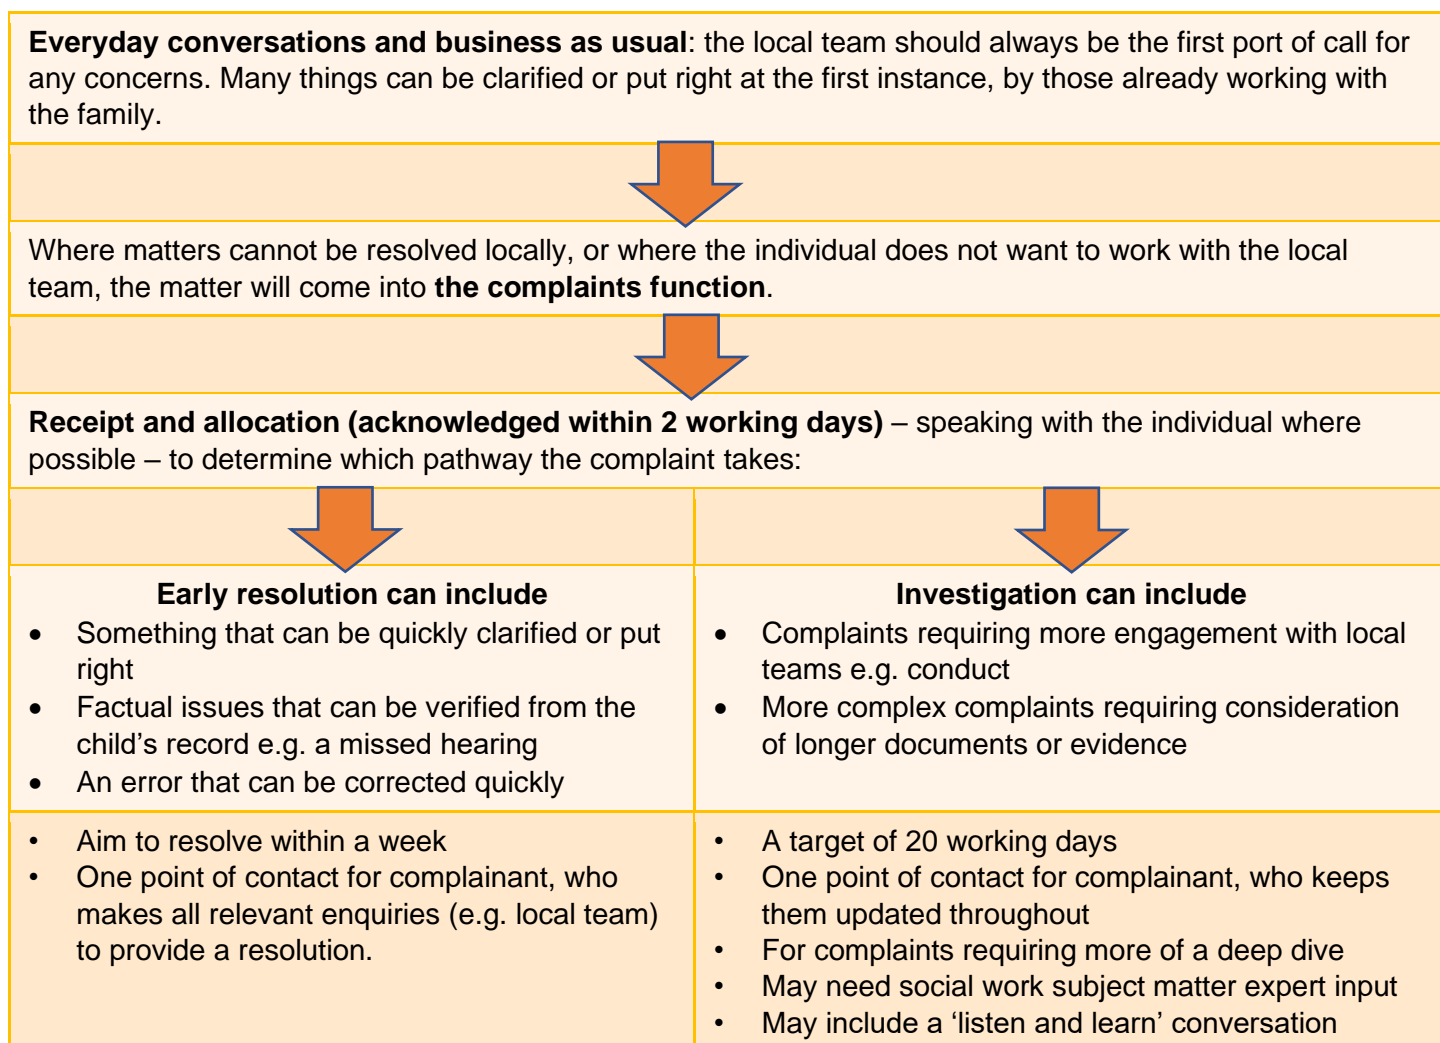 Everyday conversations and business as usual: the local team should always be the first port of call for
any concerns. Many things can be clarified or put right at the first instance, by those already working with
the family.
Where matters cannot be resolved locally, or where the individual does not want to work with the local
team, the matter will come into the complaints function.
Receipt and allocation (acknowledged within 2 working days) – speaking with the individual where
possible – to determine which pathway the complaint takes:
Early resolution can include
• Something that can be quickly clarified or put
right
• Factual issues that can be verified from the
child’s record e.g. a missed hearing
• An error that can be corrected quickly
• Aim to resolve within a week
• One point of contact for complainant, who
makes all relevant enquiries (e.g. local team)
to provide a resolution.
Investigation can include
• Complaints requiring more engagement with local
teams e.g. conduct
• More complex complaints requiring consideration
of longer documents or evidence
• A target of 20 working days
• One point of contact for complainant, who keeps
them updated throughout
• For complaints requiring more of a deep dive
• May need social work subject matter expert input
• May include a ‘listen and learn’ conversation